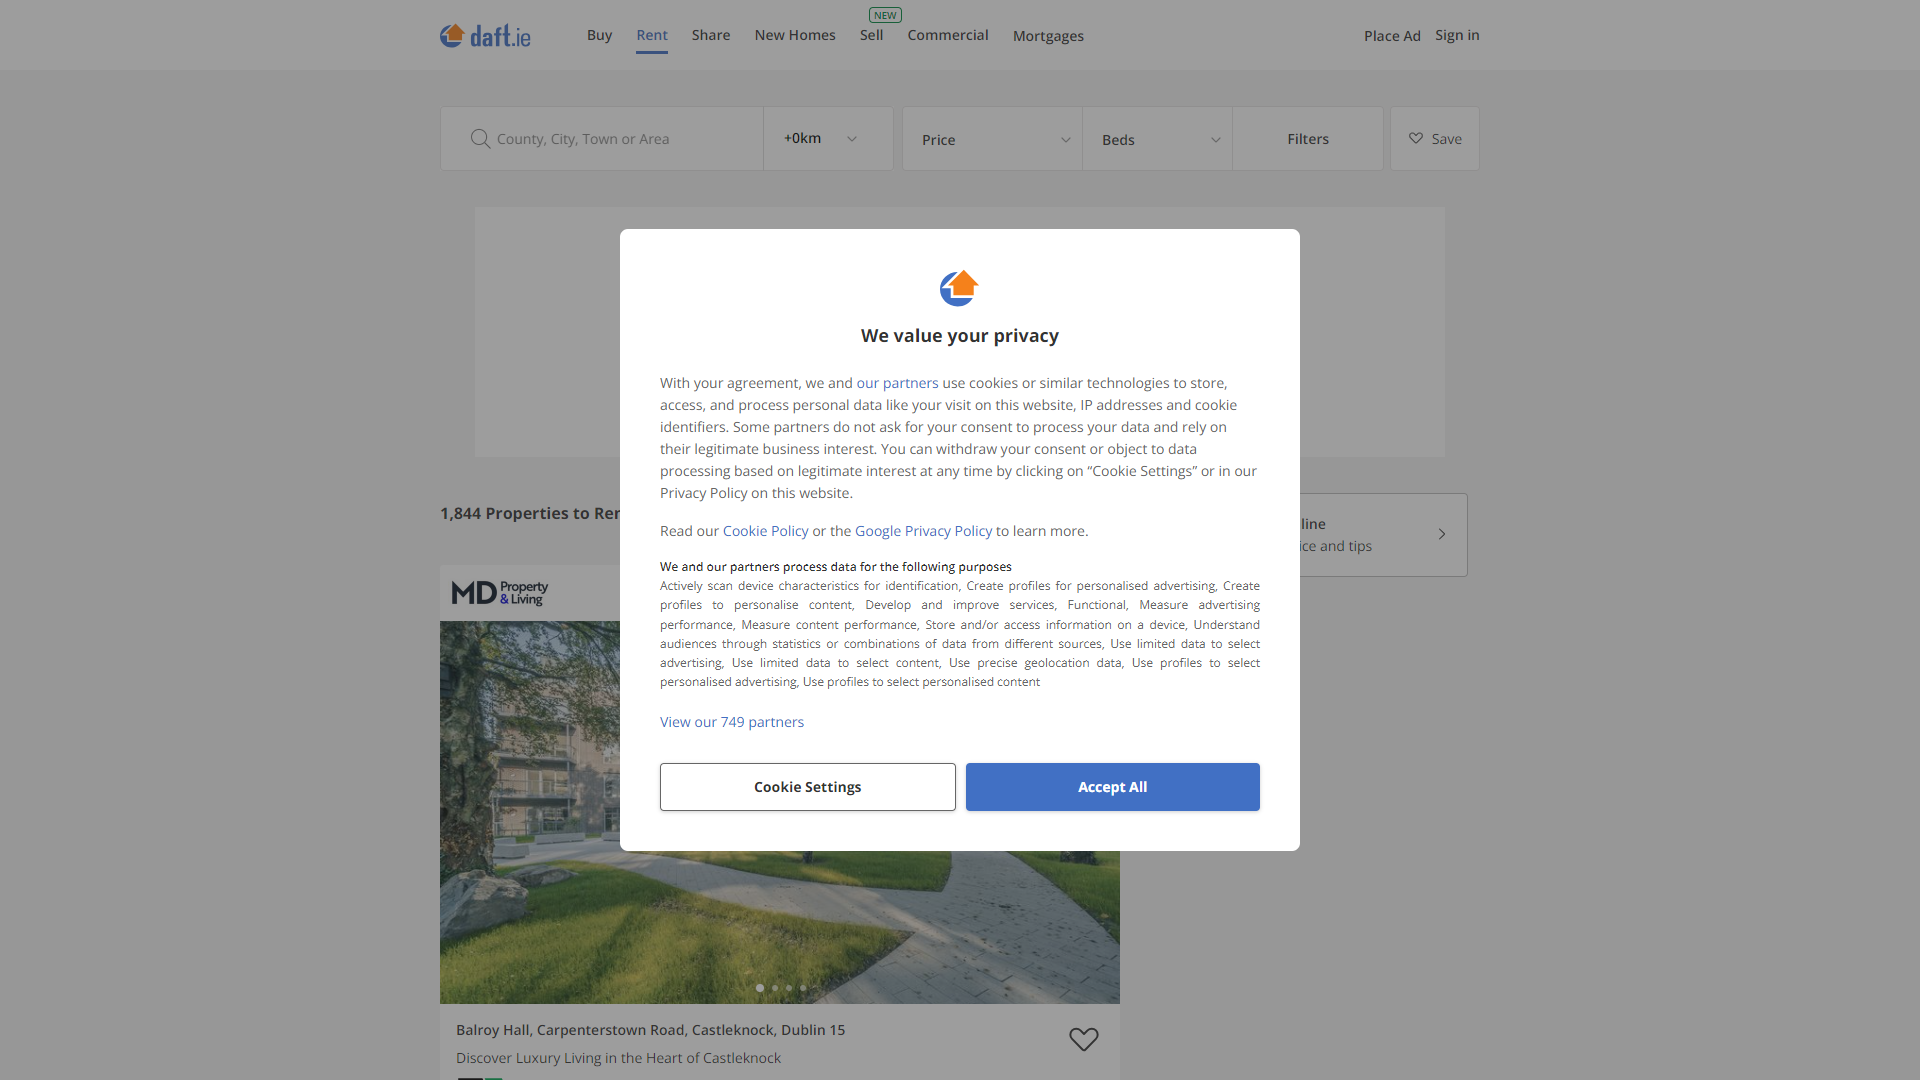 daft.ie
Buy
Rent
Share
New Homes
NEW
Sell
Commercial
Mortgages
Place Ad
Sign in
County, City, Town or Area
+0km
Price
Beds
Filters
Save
We value your privacy
With your agreement, we and our partners use cookies or similar technologies to store,
access, and process personal data like your visit on this website, IP addresses and cookie
identifiers. Some partners do not ask for your consent to process your data and rely on
their legitimate business interest. You can withdraw your consent or object to data
processing based on legitimate interest at any time by clicking on “Cookie Settings” or in our
Privacy Policy on this website.
Read our Cookie Policy or the Google Privacy Policy to learn more.
We and our partners process data for the following purposes
Actively scan device characteristics for identification, Create profiles for personalised advertising, Create
profiles to personalise content, Develop and improve services, Functional, Measure advertising
performance, Measure content performance, Store and/or access information on a device, Understand
audiences through statistics or combinations of data from different sources, Use limited data to select
advertising, Use limited data to select content, Use precise geolocation data, Use profiles to select
personalised advertising, Use profiles to select personalised content
View our 749 partners
Cookie Settings
Accept All
1,844 Properties to Ren
line
ice and tips
MD Property
& Living
Balroy Hall, Carpenterstown Road, Castleknock, Dublin 15
Discover Luxury Living in the Heart of Castleknock